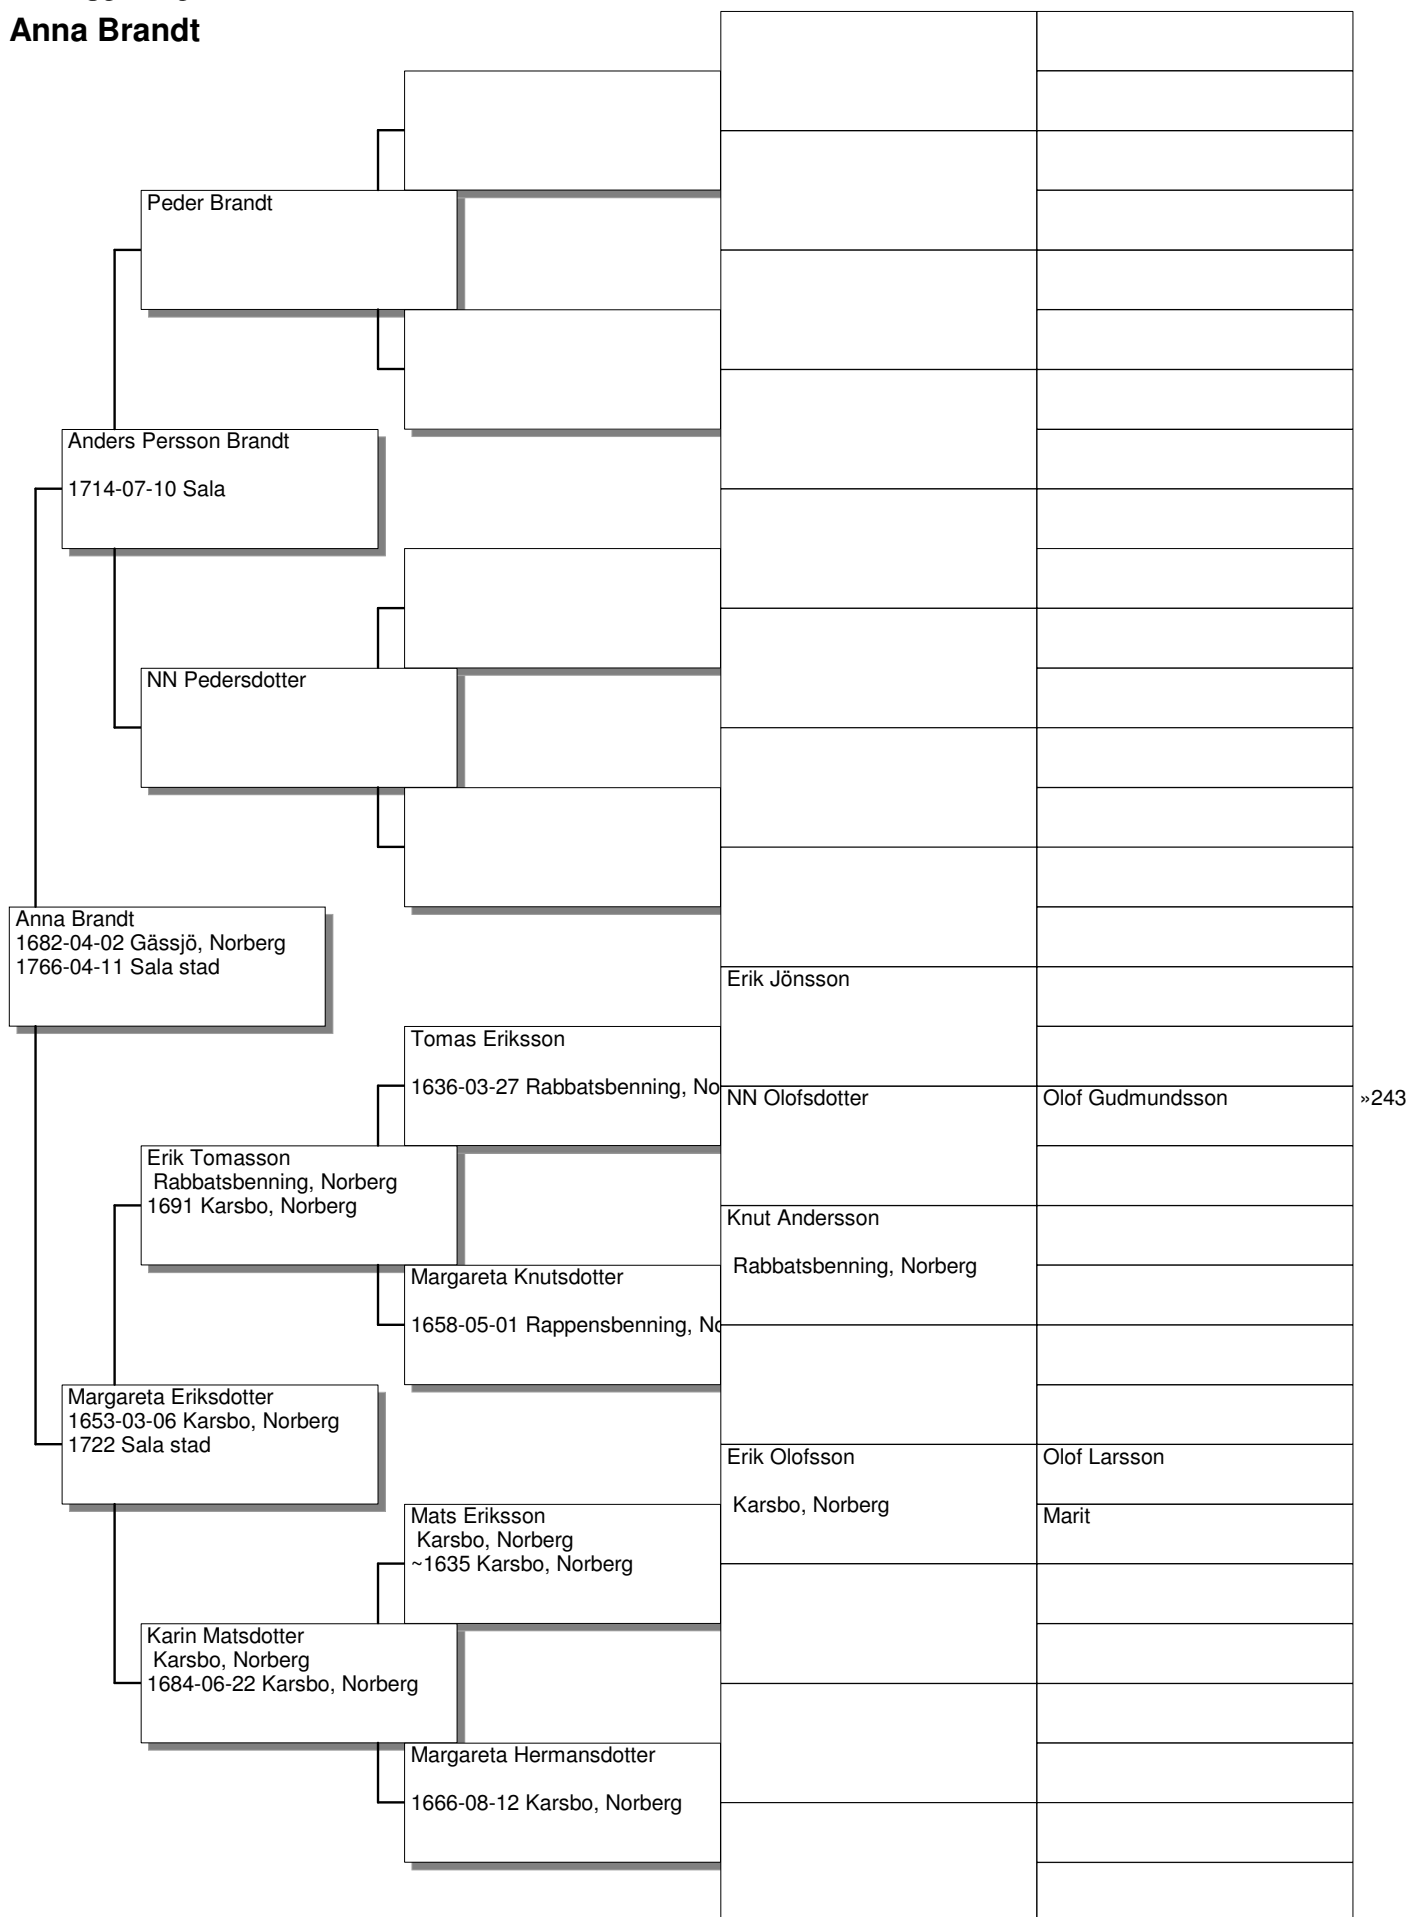 Anna Brandt
Peder Brandt
Anders Persson Brandt
1714-07-10 Sala
NN Pedersdotter
Anna Brandt
1682-04-02 Gässjö, Norberg
1766-04-11 Sala stad
Erik Jönsson
Tomas Eriksson
1636-03-27 Rabbatsbenning, No
NN Olofsdotter
Olof Gudmundsson
»243
Erik Tomasson
Rabbatsbenning, Norberg
1691 Karsbo, Norberg
Knut Andersson
Rabbatsbenning, Norberg
Margareta Knutsdotter
1658-05-01 Rappensbenning, No
Margareta Eriksdotter
1653-03-06 Karsbo, Norberg
1722 Sala stad
Erik Olofsson
Karsbo, Norberg
Olof Larsson
Marit
Mats Eriksson
Karsbo, Norberg
~1635 Karsbo, Norberg
Karin Matsdotter
Karsbo, Norberg
1684-06-22 Karsbo, Norberg
Margareta Hermansdotter
1666-08-12 Karsbo, Norberg